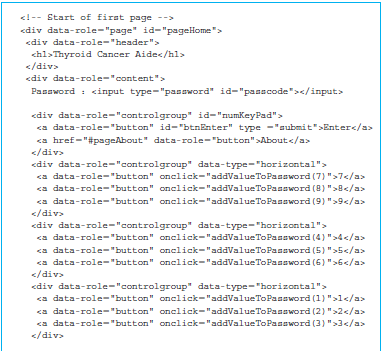 <!-- Start of first page -->
<div data-role="page" id="pageHome">
<div data-role="header">
<h1>Thyroid Cancer Aide</h1>
</div>
<div data-role="content">
Password : <input type="password" id="passcode"></input>
<div data-role="controlgroup" id="numKeyPad">
<a data-role="button" id="btnEnter" type ="submit">Enter</a>
<a href="#pageAbout" data-role="button">About</a>
</div>
<div data-role="controlgroup" data-type="horizontal">
<a data-role="button" onclick="addValueToPassword(7)">7</a>
<a data-role="button" onclick="addValueToPassword(8)">8</a>
<a data-role="button" onclick="addValueToPassword(9)">9</a>
</div>
<div data-role="controlgroup" data-type="horizontal">
<a data-role="button" onclick="addValueToPassword(4)">4</a>
<a data-role="button" onclick="addValueToPassword(5)">5</a>
<a data-role="button" onclick="addValueToPassword(6)">6</a>
</div>
<div data-role="controlgroup" data-type="horizontal">
<a data-role="button" onclick="addValueToPassword(1)">1</a>
<a data-role="button" onclick="addValueToPassword(2)">2</a>
<a data-role="button" onclick="addValueToPassword(3)">3</a>
</div>